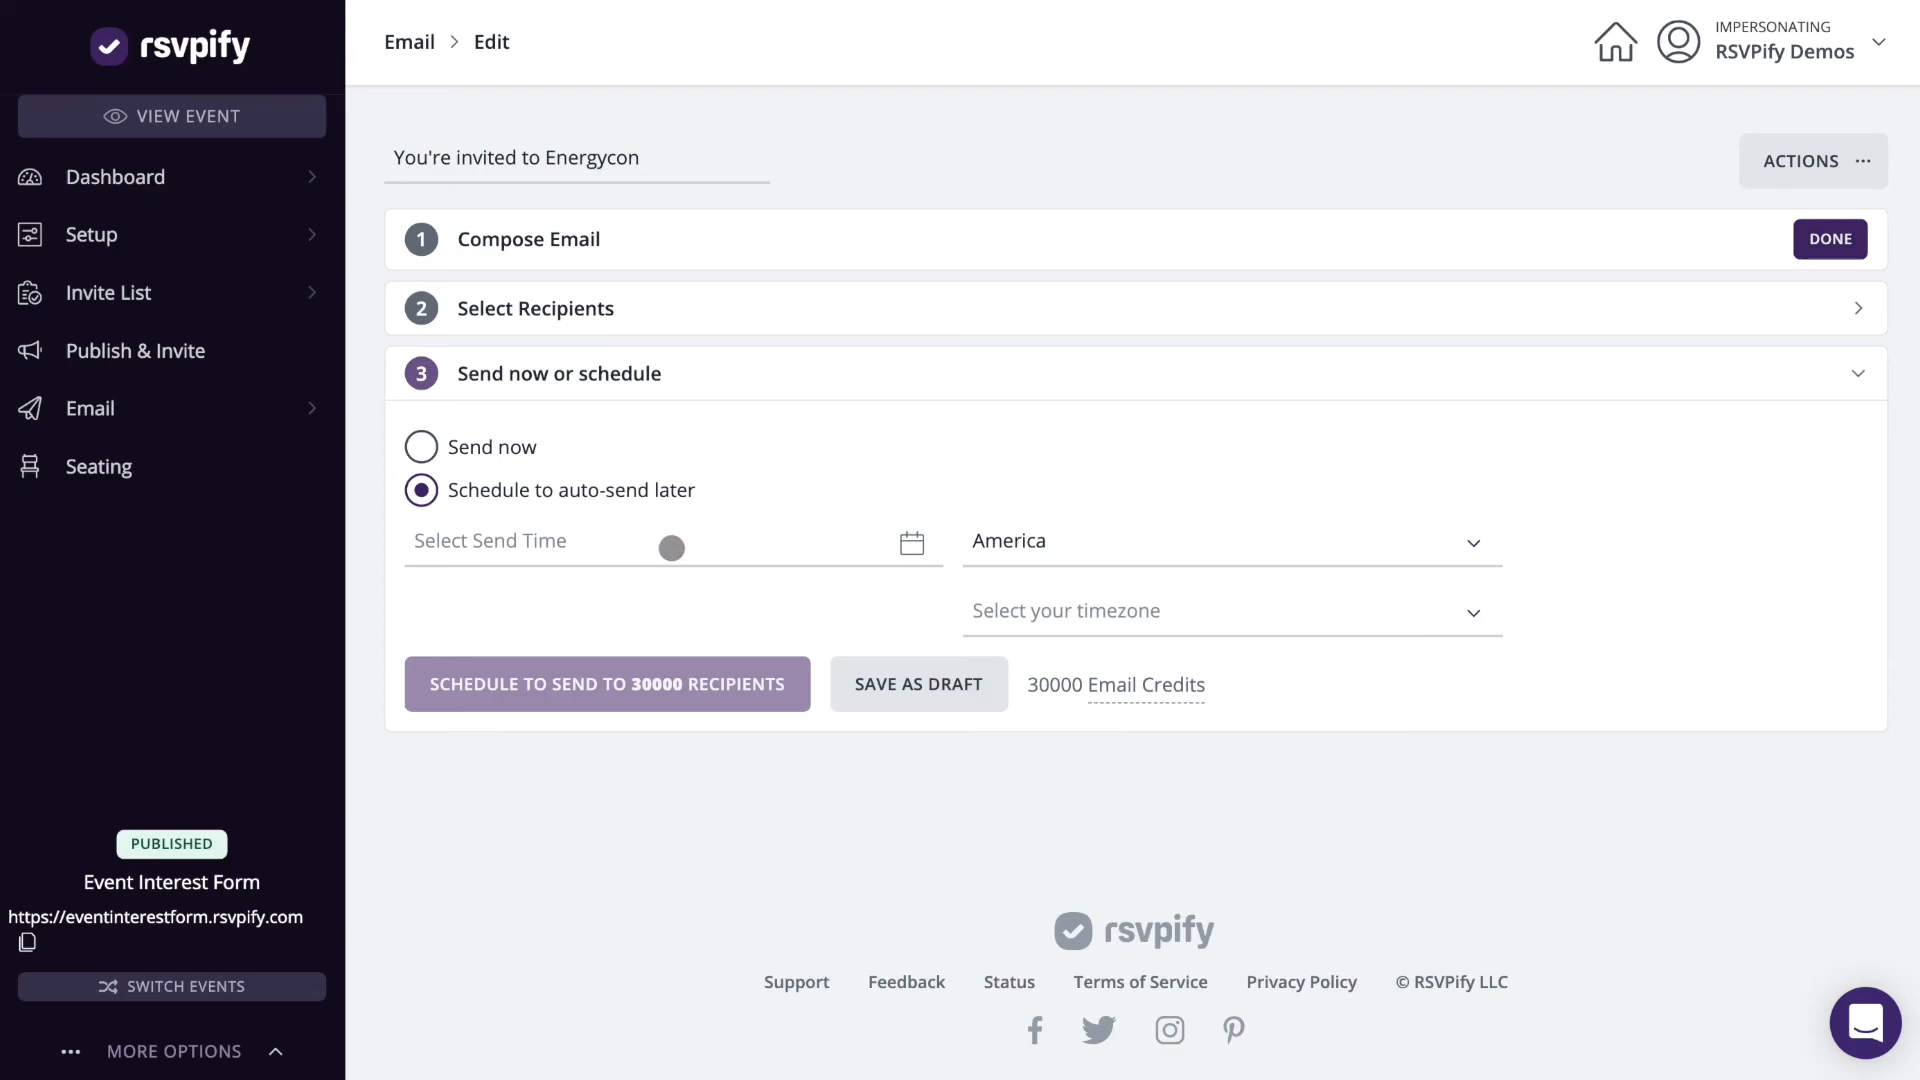 rsvpify
VIEW EVENT
Dashboard
Setup
Invite List
Publish & Invite
Email
Seating
PUBLISHED
Event Interest Form
https://eventinterestform.rsvpify.com
SWITCH EVENTS
MORE OPTIONS
Email > Edit
IMPERSONATING
RSVPify Demos
You're invited to Energycon
ACTIONS
1 Compose Email
DONE
2 Select Recipients
3 Send now or schedule
Send now
Schedule to auto-send later
Select Send Time
America
Select your timezone
SCHEDULE TO SEND TO 30000 RECIPIENTS
SAVE AS DRAFT
30000 Email Credits
rsvpify
Support Feedback Status Terms of Service Privacy Policy © RSVPify LLC